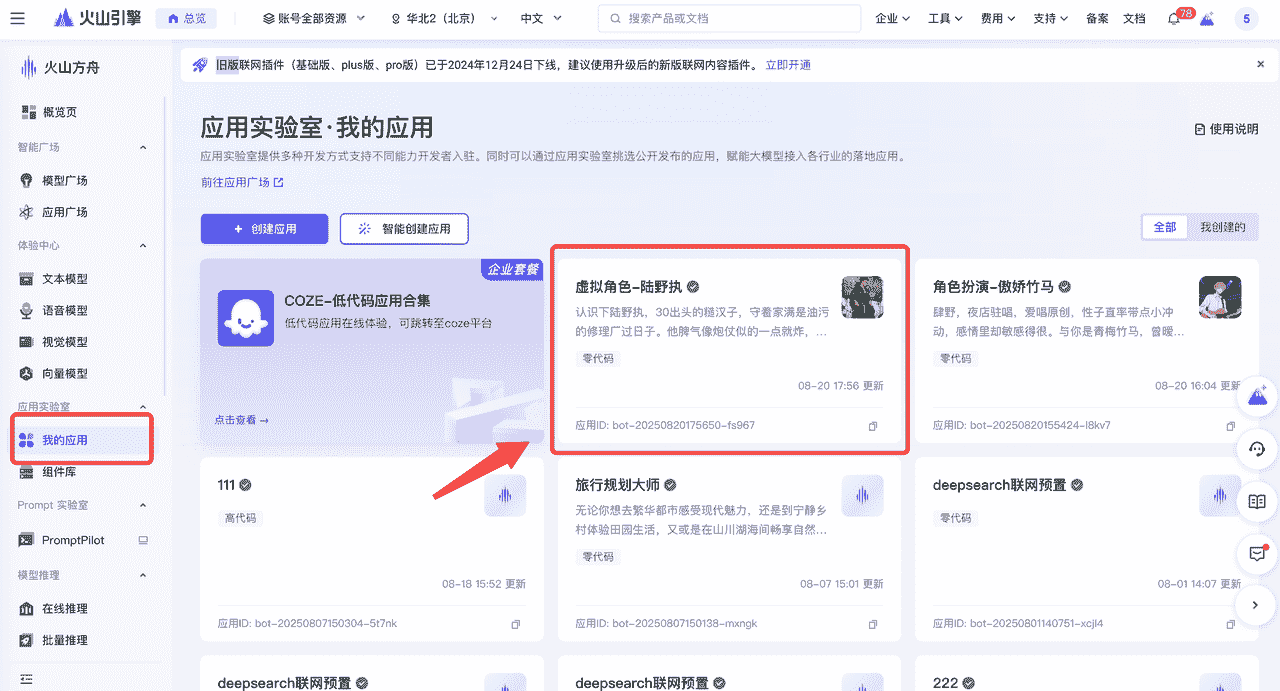 火山引擎
总览
账号全部资源
华北2（北京）
中文
搜索产品或文档
企业
工具
费用
支持
备案
文档
78
5
火山方舟
概览页
智能广场
模型广场
应用广场
体验中心
文本模型
语音模型
视觉模型
向量模型
应用实验室
我的应用
组件库
Prompt 实验室
PromptPilot
模型推理
在线推理
批量推理
旧版联网插件（基础版、plus版、pro版）已于2024年12月24日下线，建议使用升级后的新版联网内容插件。 立即开通
应用实验室·我的应用
使用说明
应用实验室提供多种开发方式支持不同能力开发者入驻。同时可以通过应用实验室挑选公开发布的应用，赋能大模型接入各行业的落地应用。
前往应用广场
+ 创建应用
智能创建应用
全部
我创建的
企业套餐
COZE-低代码应用合集
低代码应用在线体验，可跳转至coze平台
点击查看 →
虚拟角色-陆野执
认识下陆野执，30出头的糙汉子，守着家满是油污
的修理厂过日子。他脾气像炮仗似的一点就炸，...
零代码
08-20 17:56 更新
应用ID: bot-20250820175650-fs967
角色扮演-傲娇竹马
肆野，夜店驻唱，爱唱原创，性子直率带点小冲
动，感情里却敏感得很。与你是青梅竹马，曾暧...
零代码
08-20 16:04 更新
应用ID: bot-20250820155424-l8kv7
111
高代码
08-18 15:52 更新
应用ID: bot-20250807150304-5t7nk
旅行规划大师
无论你想去繁华都市感受现代魅力，还是到宁静乡
村体验田园生活，又或是在山川湖海间畅享自然...
零代码
08-07 15:01 更新
应用ID: bot-20250807150138-mxngk
deepsearch联网预置
零代码
08-01 14:07 更新
应用ID: bot-20250801140751-xcjl4
deepsearch联网预置
deepsearch联网预置
222